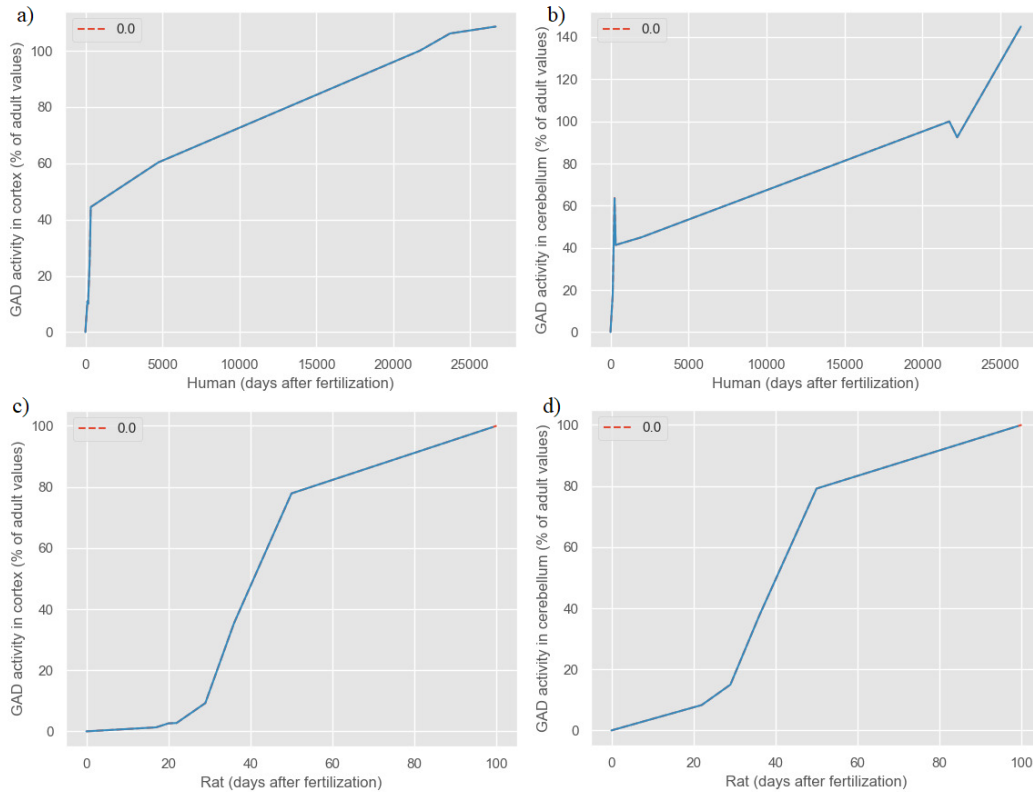 a)
0.0
GAD activity in cortex (% of adult values)
100
80
60
40
20
0
0 5000 10000 15000 20000 25000
Human (days after fertilization)
b)
0.0
GAD activity in cerebellum (% of adult values)
140
120
100
80
60
40
20
0
0 5000 10000 15000 20000 25000
Human (days after fertilization)
c)
0.0
GAD activity in cortex (% of adult values)
100
80
60
40
20
0
0 20 40 60 80 100
Rat (days after fertilization)
d)
0.0
GAD activity in cerebellum (% of adult values)
100
80
60
40
20
0
0 20 40 60 80 100
Rat (days after fertilization)